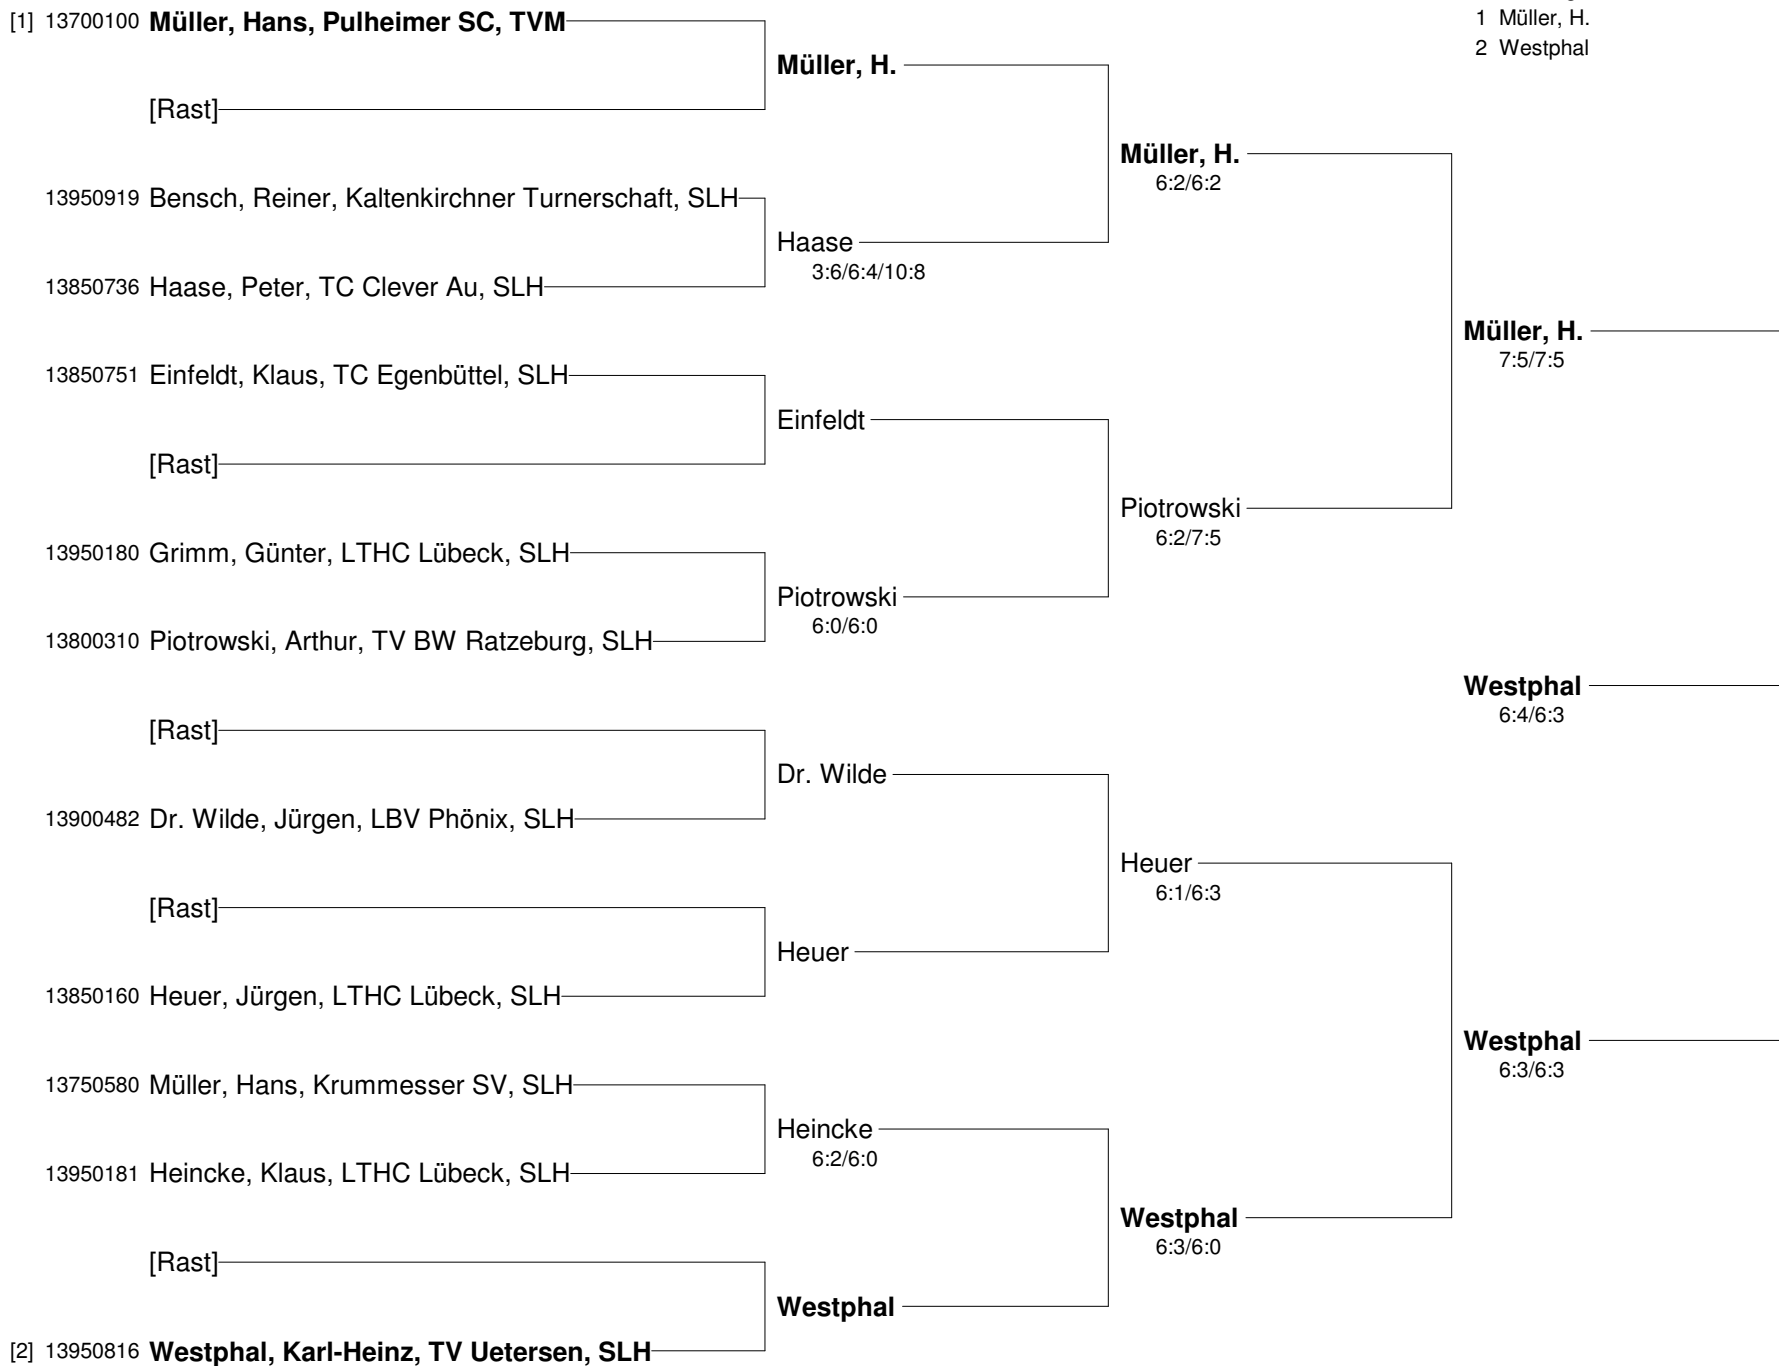 [1] 13700100 Müller, Hans, Pulheimer SC, TVM
[Rast]
13950919 Bensch, Reiner, Kaltenkirchner Turnerschaft, SLH
13850736 Haase, Peter, TC Clever Au, SLH
13850751 Einfeldt, Klaus, TC Egenbüttel, SLH
[Rast]
13950180 Grimm, Günter, LTHC Lübeck, SLH
13800310 Piotrowski, Arthur, TV BW Ratzeburg, SLH
[Rast]
13900482 Dr. Wilde, Jürgen, LBV Phönix, SLH
[Rast]
13850160 Heuer, Jürgen, LTHC Lübeck, SLH
13750580 Müller, Hans, Krummesser SV, SLH
13950181 Heincke, Klaus, LTHC Lübeck, SLH
[Rast]
[2] 13950816 Westphal, Karl-Heinz, TV Uetersen, SLH
Müller, H.
Haase
3:6/6:4/10:8
Einfeldt
Piotrowski
6:0/6:0
Dr. Wilde
Heuer
Heincke
6:2/6:0
Westphal
Müller, H.
6:2/6:2
Piotrowski
6:2/7:5
Heuer
6:1/6:3
Westphal
6:3/6:0
1 Müller, H.
2 Westphal
Müller, H.
7:5/7:5
Westphal
6:4/6:3
Westphal
6:3/6:3